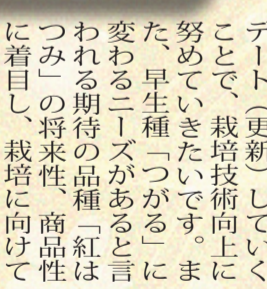 デート（更新）していく
ことで、栽培技術向上に
努めていきたいです。ま
た、早生種「つがる」に
変わるニーズがあると言
われる期待の品種「紅は
つみ」の将来性、商品性
に着目し、栽培に向けて